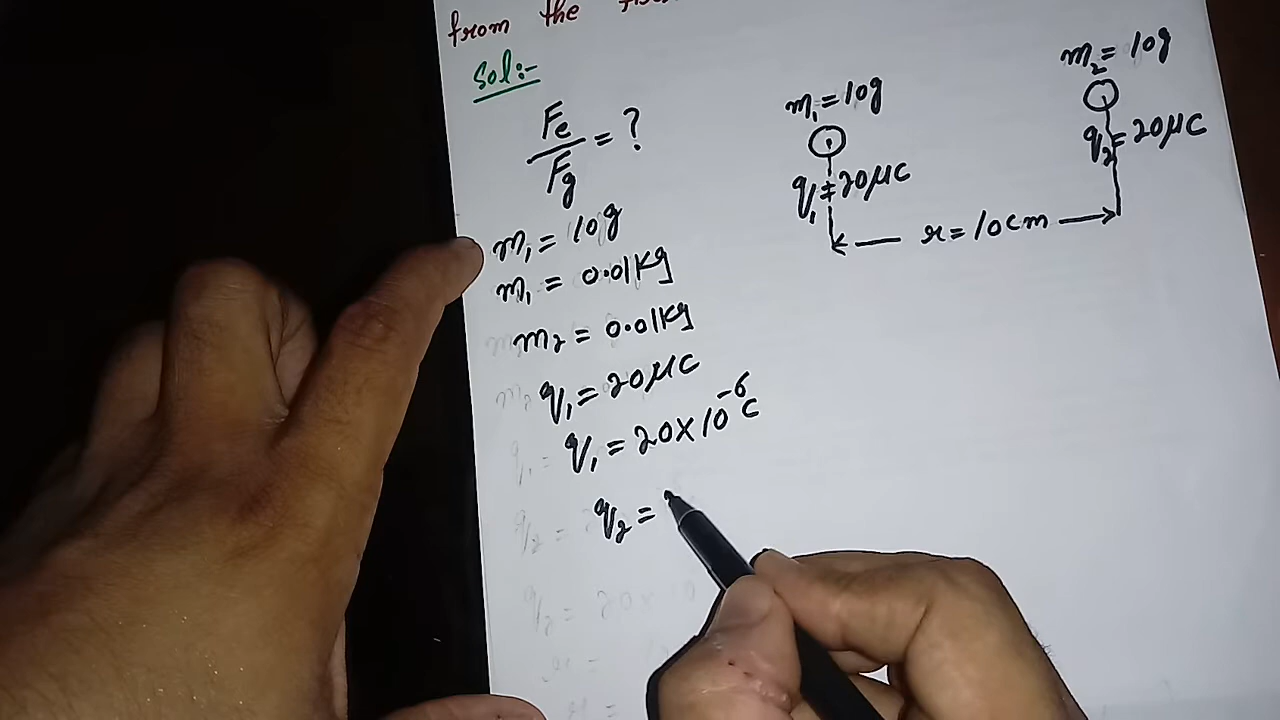 from the
Sol:-
Fe/Fg = ?
m₁ = 10g
m₁ = 0.01kg
m₂ = 0.01kg
q₁ = 20μC
q₁ = 20×10⁻⁶C
q₂ =
m₁ = 10g
q₁ = 20μC
m₂ = 10g
q₂ = 20μC
r = 10cm